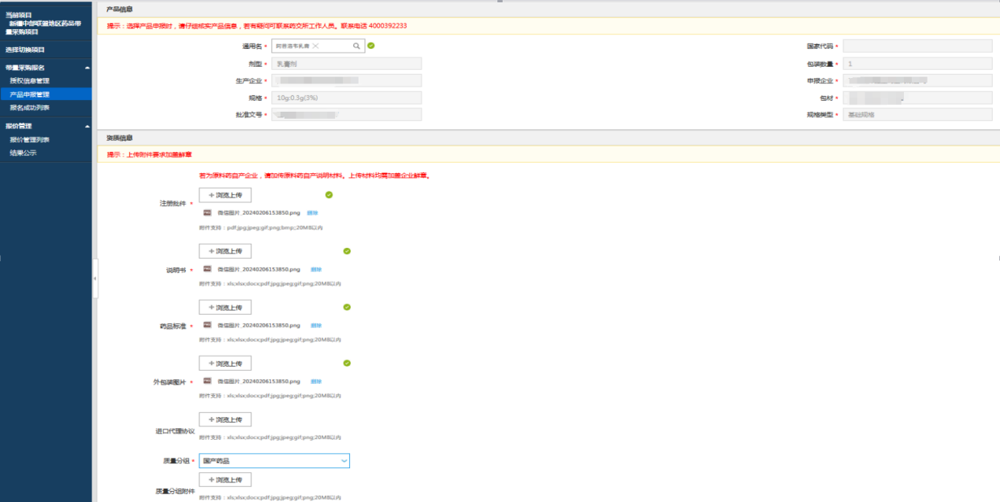 当前项目
新疆中部联盟地区药品带
量采购项目
选择切换项目
带量采购报名
授权信息管理
产品申报管理
报名成功列表
报价管理
报价管理列表
结果公示
产品信息
提示：选择产品申报时，请仔细核实产品信息，若有疑问可联系药交所工作人员。联系电话 4000392233
通用名 * 阿昔洛韦乳膏
国家代码 *
剂型 * 乳膏剂
包装数量 * 1
生产企业 *
申报企业 *
规格 * 10g:0.3g(3%)
包材 *
批准文号 *
规格类型 * 基础规格
资质信息
提示：上传附件要求加盖鲜章
若为原料药自产企业，请加传原料药自产说明材料。上传材料均需加盖企业鲜章。
注册批件 *
+浏览上传
微信图片_20240206153850.png 删除
附件支持：pdf;jpg;jpeg;gif;png;bmp;;20MB以内
说明书 *
+浏览上传
微信图片_20240206153850.png 删除
附件支持：xls;xlsx;docx;pdf;jpg;jpeg;gif;png;20MB以内
药品标准 *
+浏览上传
微信图片_20240206153850.png 删除
附件支持：xls;xlsx;docx;pdf;jpg;jpeg;gif;png;20MB以内
外包装图片 *
+浏览上传
微信图片_20240206153850.png 删除
附件支持：xls;xlsx;docx;pdf;jpg;jpeg;gif;png;20MB以内
进口代理协议
+浏览上传
附件支持：xls;xlsx;docx;pdf;jpg;jpeg;gif;png;20MB以内
质量分组 * 国产药品
质量分组附件
+浏览上传
附件支持：xls;xlsx;docx;pdf;jpg;jpeg;gif;png;20MB以内